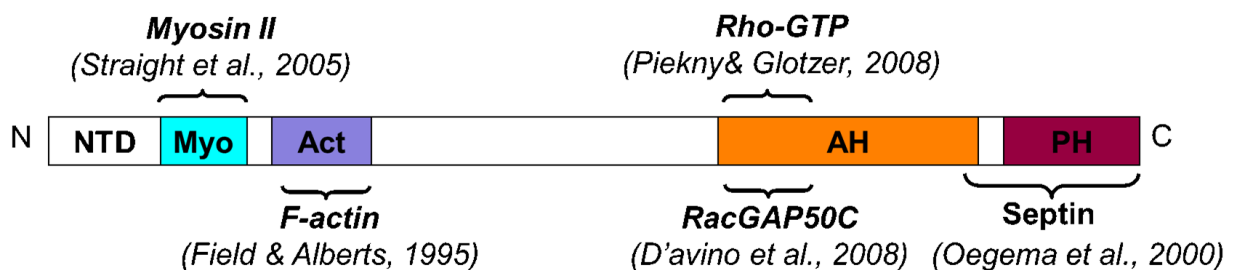 Myosin II
(Straight et al., 2005)
Rho-GTP
(Piekny& Glotzer, 2008)
N NTD Myo Act AH PH C
F-actin
(Field & Alberts, 1995)
RacGAP50C
(D'avino et al., 2008)
Septin
(Oegema et al., 2000)